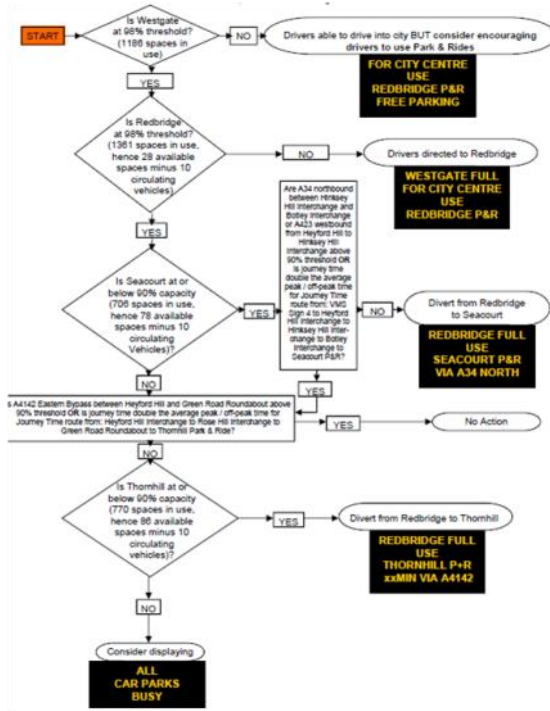 START
Is Westgate
at 98% threshold?
(1186 spaces in
use)
NO
Drivers able to drive into city BUT consider encouraging
drivers to use Park & Rides
FOR CITY CENTRE
USE
REDBRIDGE P&R
FREE PARKING
YES
Is Redbridge
at 98% threshold?
(1361 spaces in use,
hence 28 available
spaces minus 10
circulating vehicles)
NO
Drivers directed to Redbridge
WESTGATE FULL
FOR CITY CENTRE
USE
REDBRIDGE P&R
YES
Are A34 northbound
between Hinksey
Hill Interchange and
Botley Interchange
or A423 westbound
from Heyford Hill to
Hinksey Hill
Interchange above
90% threshold OR is
journey time
double the average
peak / off-peak time
for Journey Time
route from: VMS
Sign 4 to Heyford
Hill Interchange to
Hinksey Hill Inter-
change to Botley
Interchange to
Seacourt P&R?
Is Seacourt at or
below 90% capacity
(706 spaces in use,
hence 78 available
spaces minus 10
circulating
Vehicles)?
YES
NO
Divert from Redbridge
to Seacourt
REDBRIDGE FULL
USE
SEACOURT P&R
VIA A34 NORTH
NO
YES
s A4142 Eastern Bypass between Heyford Hill and Green Road Roundabout above
90% threshold OR is journey time double the average peak / off-peak time for
Journey Time route from: Heyford Hill Interchange to Rose Hill Interchange to
Green Road Roundabout to Thornhill Park & Ride?
YES
No Action
NO
Is Thornhill at or
below 90% capacity
(770 spaces in use,
hence 86 available
spaces minus 10
circulating
vehicles)?
YES
Divert from Redbridge to Thornhill
REDBRIDGE FULL
USE
THORNHILL P+R
xxMIN VIA A4142
NO
Consider displaying
ALL
CAR PARKS
BUSY